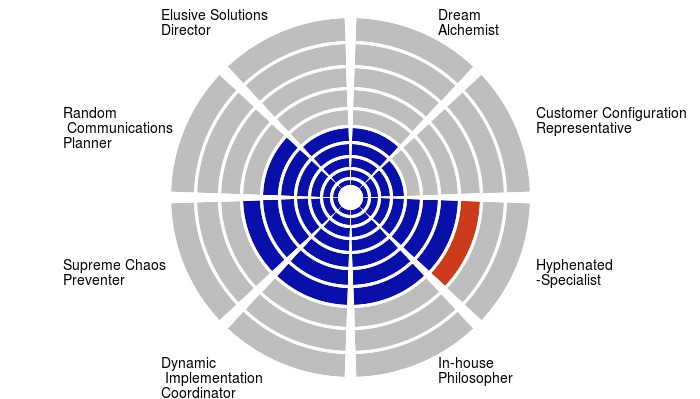 Elusive Solutions
Director
Dream
Alchemist
Random
Communications
Planner
Customer Configuration
Representative
Supreme Chaos
Preventer
Hyphenated
-Specialist
Dynamic
Implementation
Coordinator
In-house
Philosopher